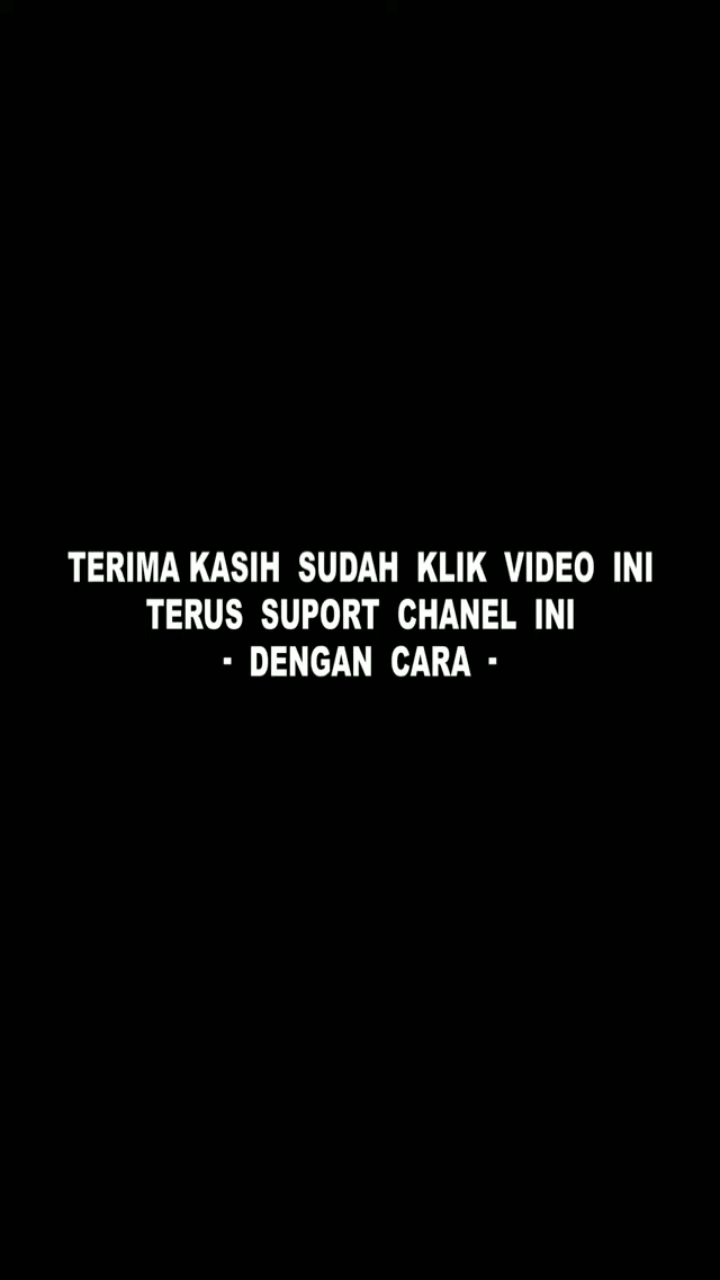 TERIMA KASIH SUDAH KLIK VIDEO INI
TERUS SUPORT CHANEL INI
- DENGAN CARA -